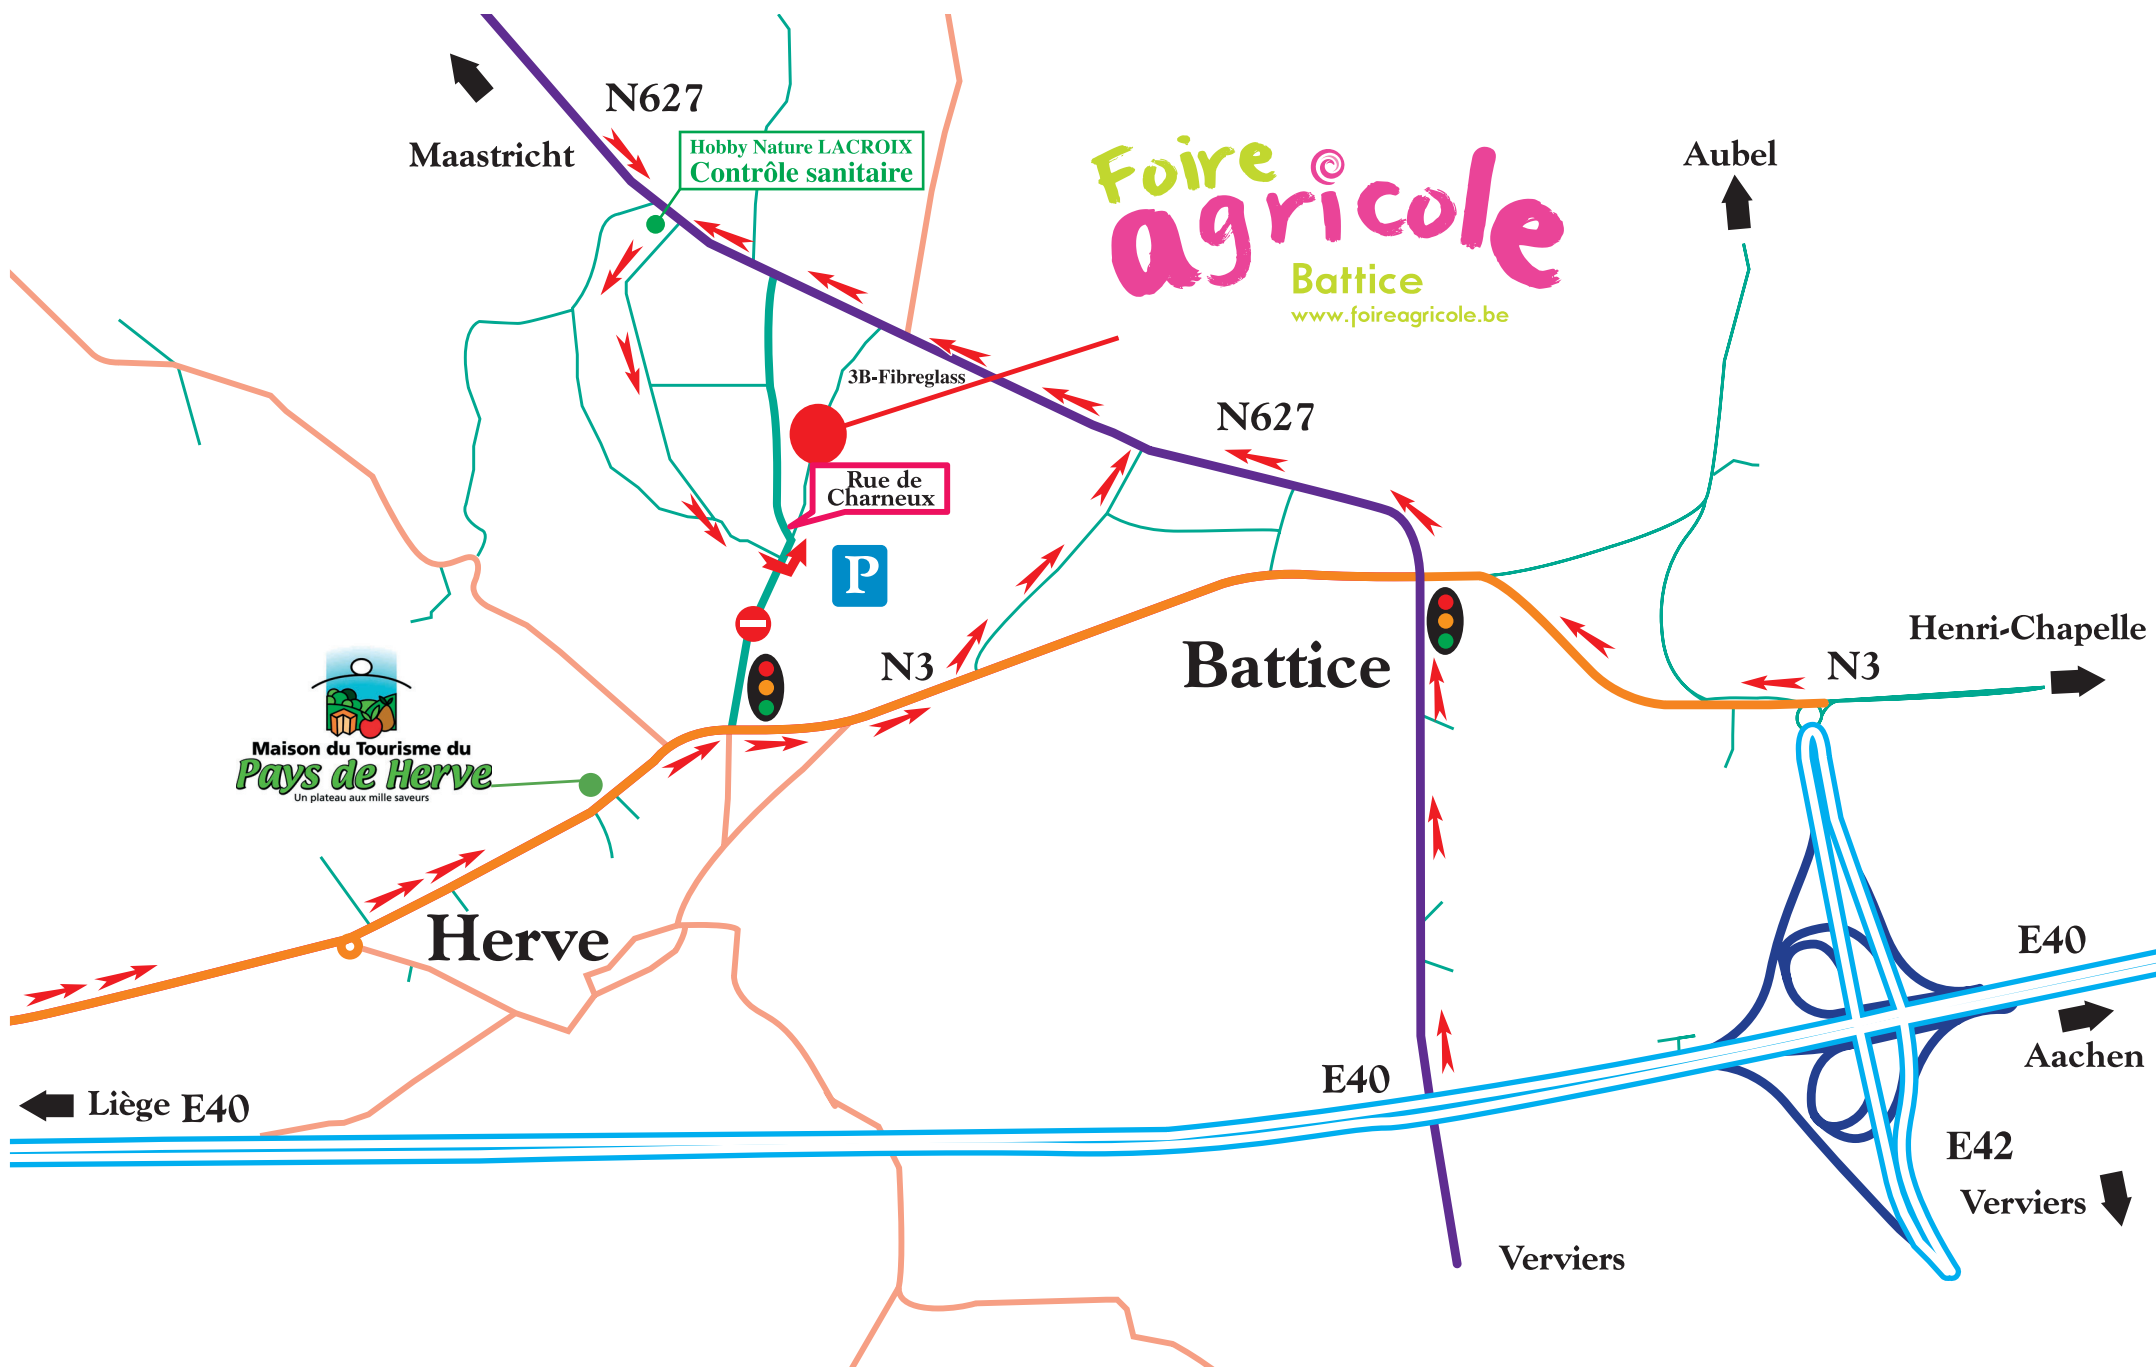 N627
Maastricht
Hobby Nature LACROIX
Contrôle sanitaire
Foire
agricole
Battice
www.foireagricole.be
Aubel
3B-Fibreglass
N627
Rue de
Charneux
P
Henri-Chapelle
N3
N3
Battice
Maison du Tourisme du
Pays de Herve
Un plateau aux mille saveurs
Herve
E40
Aachen
E40
Liège E40
E42
Verviers
Verviers